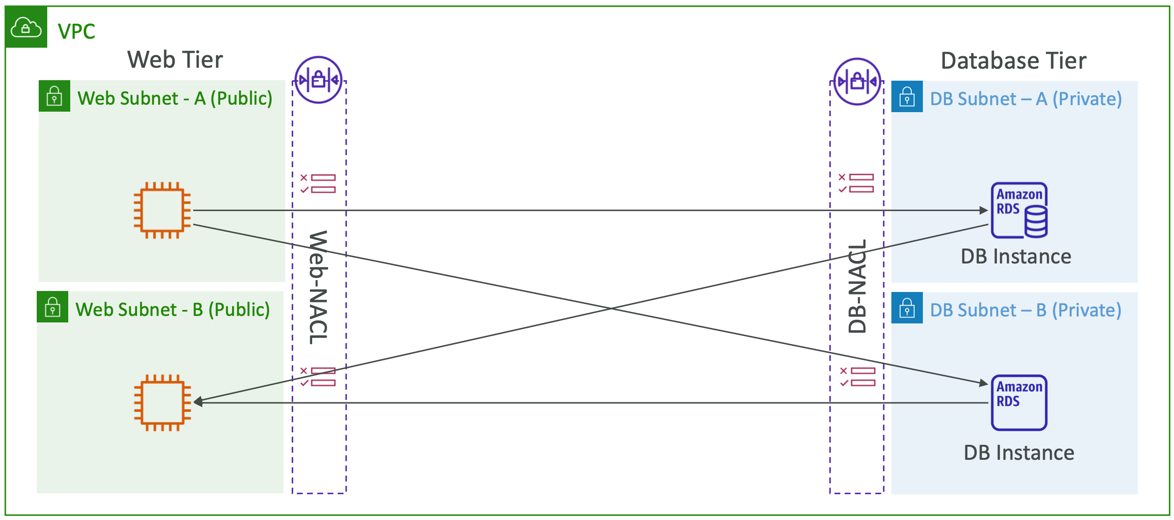 VPC
Web Tier
Database Tier
Web Subnet - A (Public)
DB Subnet – A (Private)
Amazon
RDS
DB Instance
Web-NACL
DB-NACL
Web Subnet - B (Public)
DB Subnet – B (Private)
Amazon
RDS
DB Instance